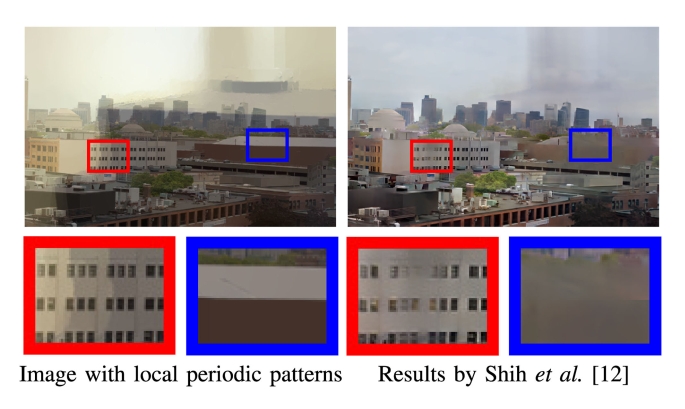 Image with local periodic patterns
Results by Shih et al. [12]